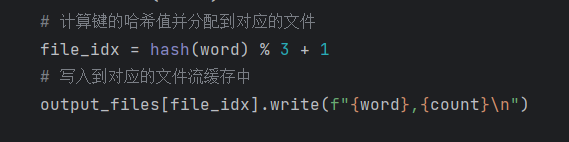 # 计算键的哈希值并分配到对应的文件
file_idx = hash(word) % 3 + 1
# 写入到对应的文件流缓存中
output_files[file_idx].write(f"{word},{count}\n")